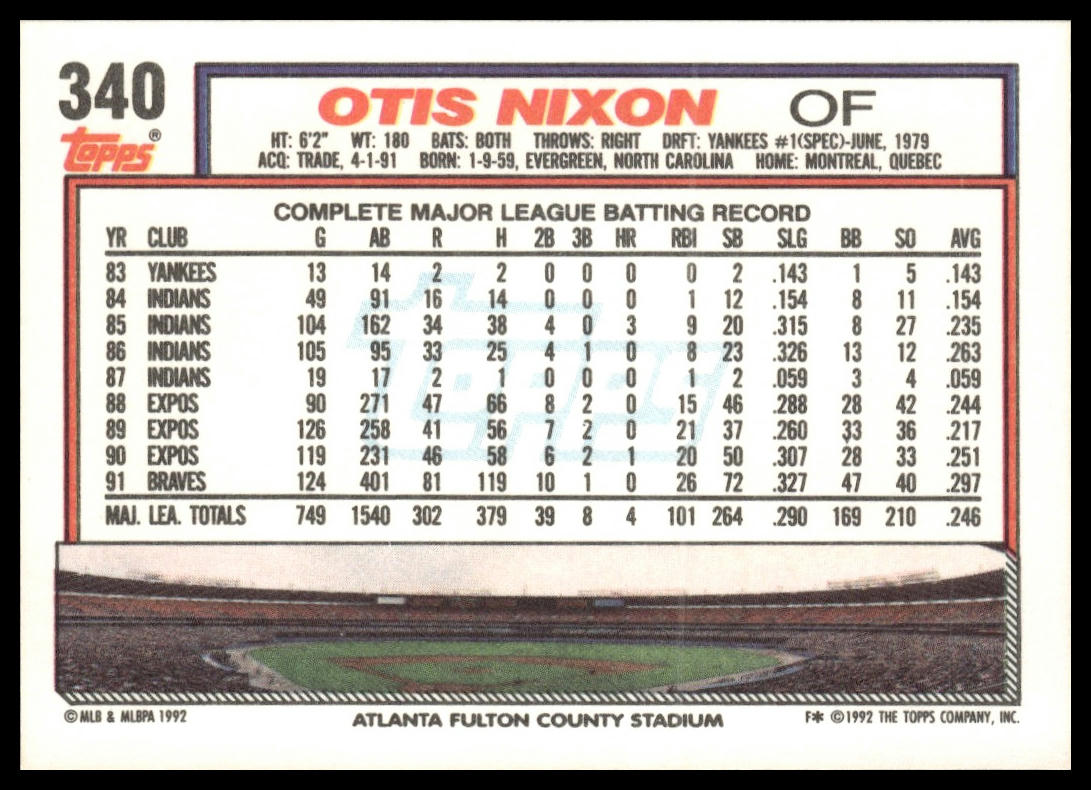 340
Topps®
OTIS NIXON OF
HT: 6'2" WT: 180 BATS: BOTH THROWS: RIGHT DRFT: YANKEES #1(SPEC)-JUNE, 1979
ACQ: TRADE, 4-1-91 BORN: 1-9-59, EVERGREEN, NORTH CAROLINA HOME: MONTREAL, QUEBEC
COMPLETE MAJOR LEAGUE BATTING RECORD
YR CLUB G AB R H 2B 3B HR RBI SB SLG BB SO AVG
83 YANKEES 13 14 2 2 0 0 0 0 2 .143 1 5 .143
84 INDIANS 49 91 16 14 0 0 0 1 12 .154 8 11 .154
85 INDIANS 104 162 34 38 4 0 3 9 20 .315 8 27 .235
86 INDIANS 105 95 33 25 4 1 0 8 23 .326 13 12 .263
87 INDIANS 19 17 2 1 0 0 0 1 2 .059 3 4 .059
88 EXPOS 90 271 47 66 8 2 0 15 46 .288 28 42 .244
89 EXPOS 126 258 41 56 7 2 0 21 37 .260 33 36 .217
90 EXPOS 119 231 46 58 6 2 1 20 50 .307 28 33 .251
91 BRAVES 124 401 81 119 10 1 0 26 72 .327 47 40 .297
MAJ. LEA. TOTALS 749 1540 302 379 39 8 4 101 264 .290 169 210 .246
Topps
© MLB & MLBPA 1992
ATLANTA FULTON COUNTY STADIUM
F* © 1992 THE TOPPS COMPANY, INC.